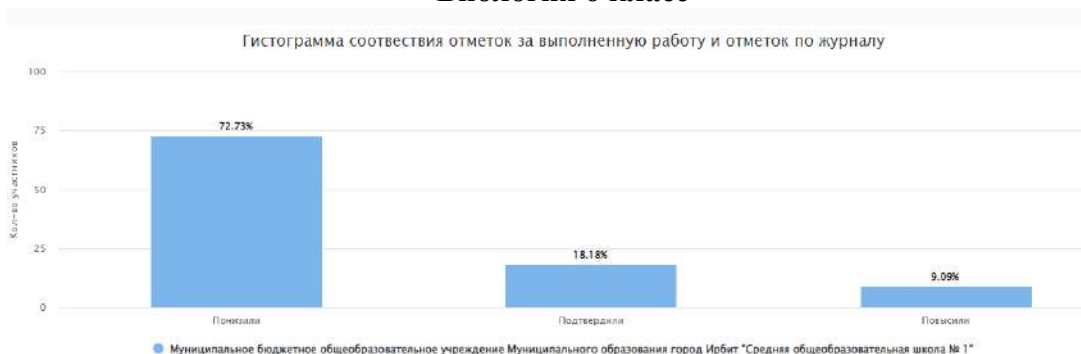 Гистограмма соотвествия отметок за выполненную работу и отметок по журналу
100
75
50
25
0
Кол-во участников
72.73%
18.18%
9.09%
Понизили
Подтвердили
Повысили
Муниципальное бюджетное общеобразовательное учреждение Муниципального образования город Ирбит "Средняя общеобразовательная школа № 1"